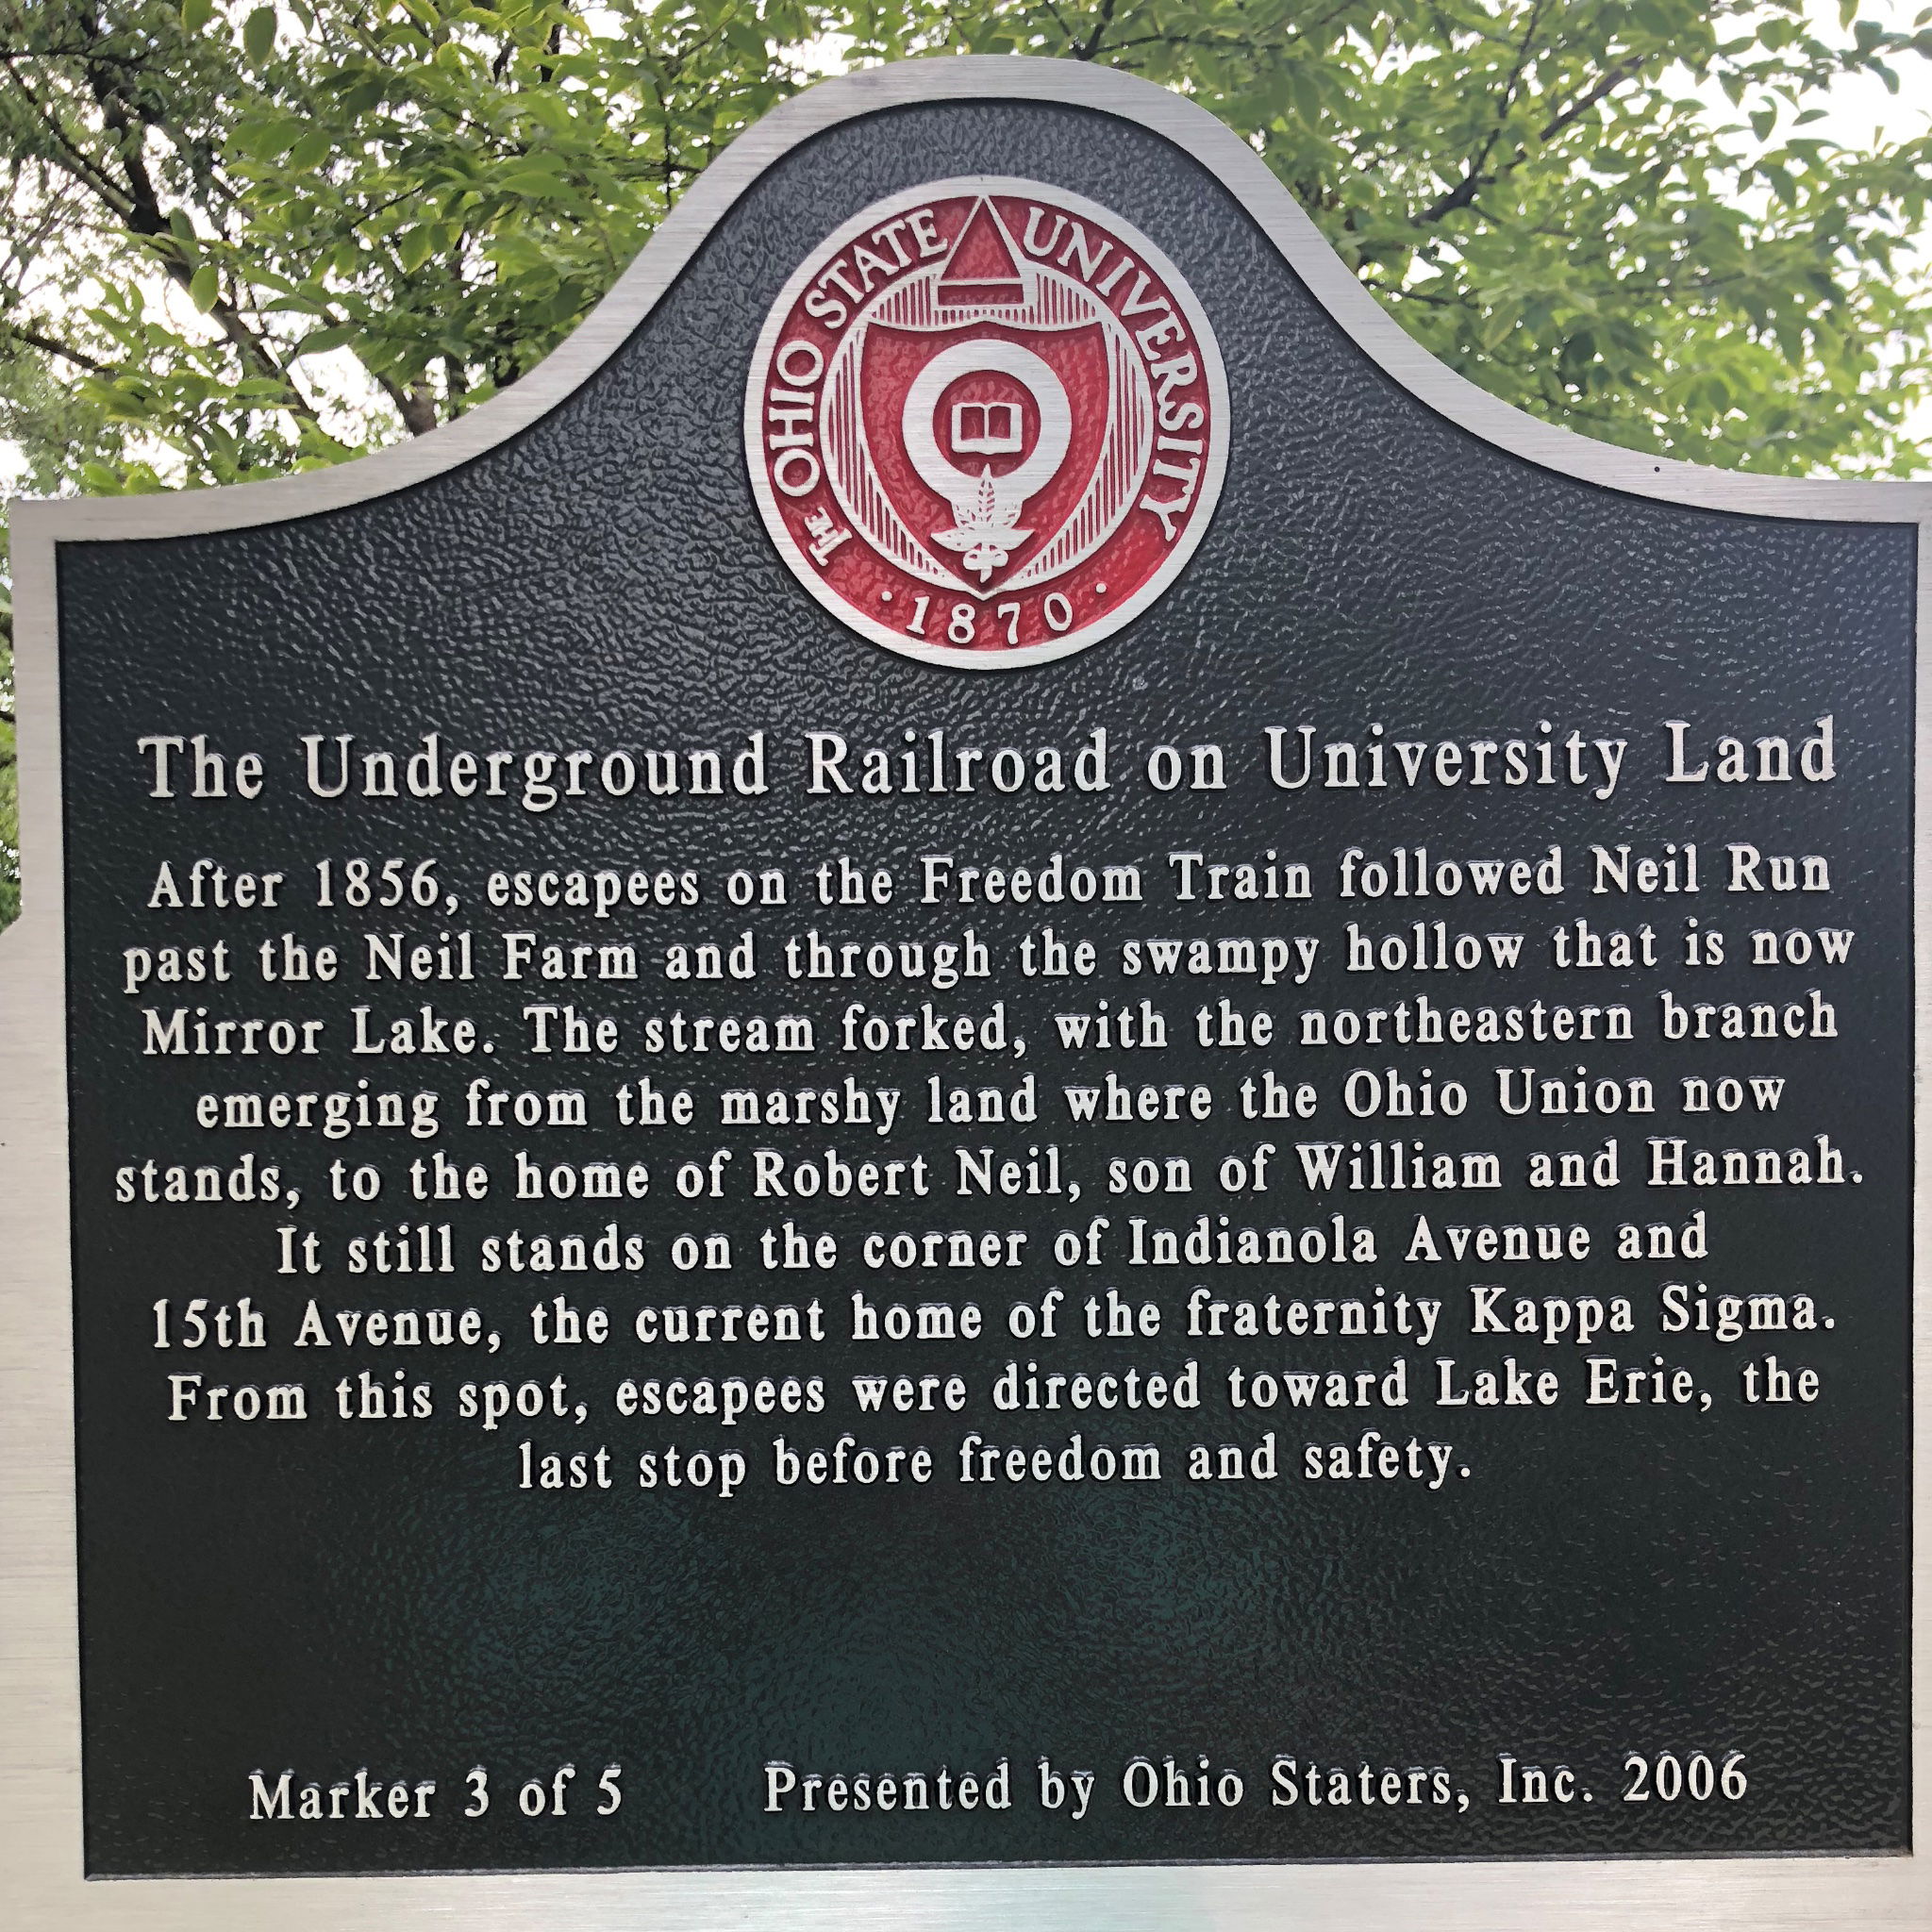 THE OHIO STATE UNIVERSITY
· 1870 ·
The Underground Railroad on University Land
After 1856, escapees on the Freedom Train followed Neil Run
past the Neil Farm and through the swampy hollow that is now
Mirror Lake. The stream forked, with the northeastern branch
emerging from the marshy land where the Ohio Union now
stands, to the home of Robert Neil, son of William and Hannah.
It still stands on the corner of Indianola Avenue and
15th Avenue, the current home of the fraternity Kappa Sigma.
From this spot, escapees were directed toward Lake Erie, the
last stop before freedom and safety.
Marker 3 of 5 Presented by Ohio Staters, Inc. 2006